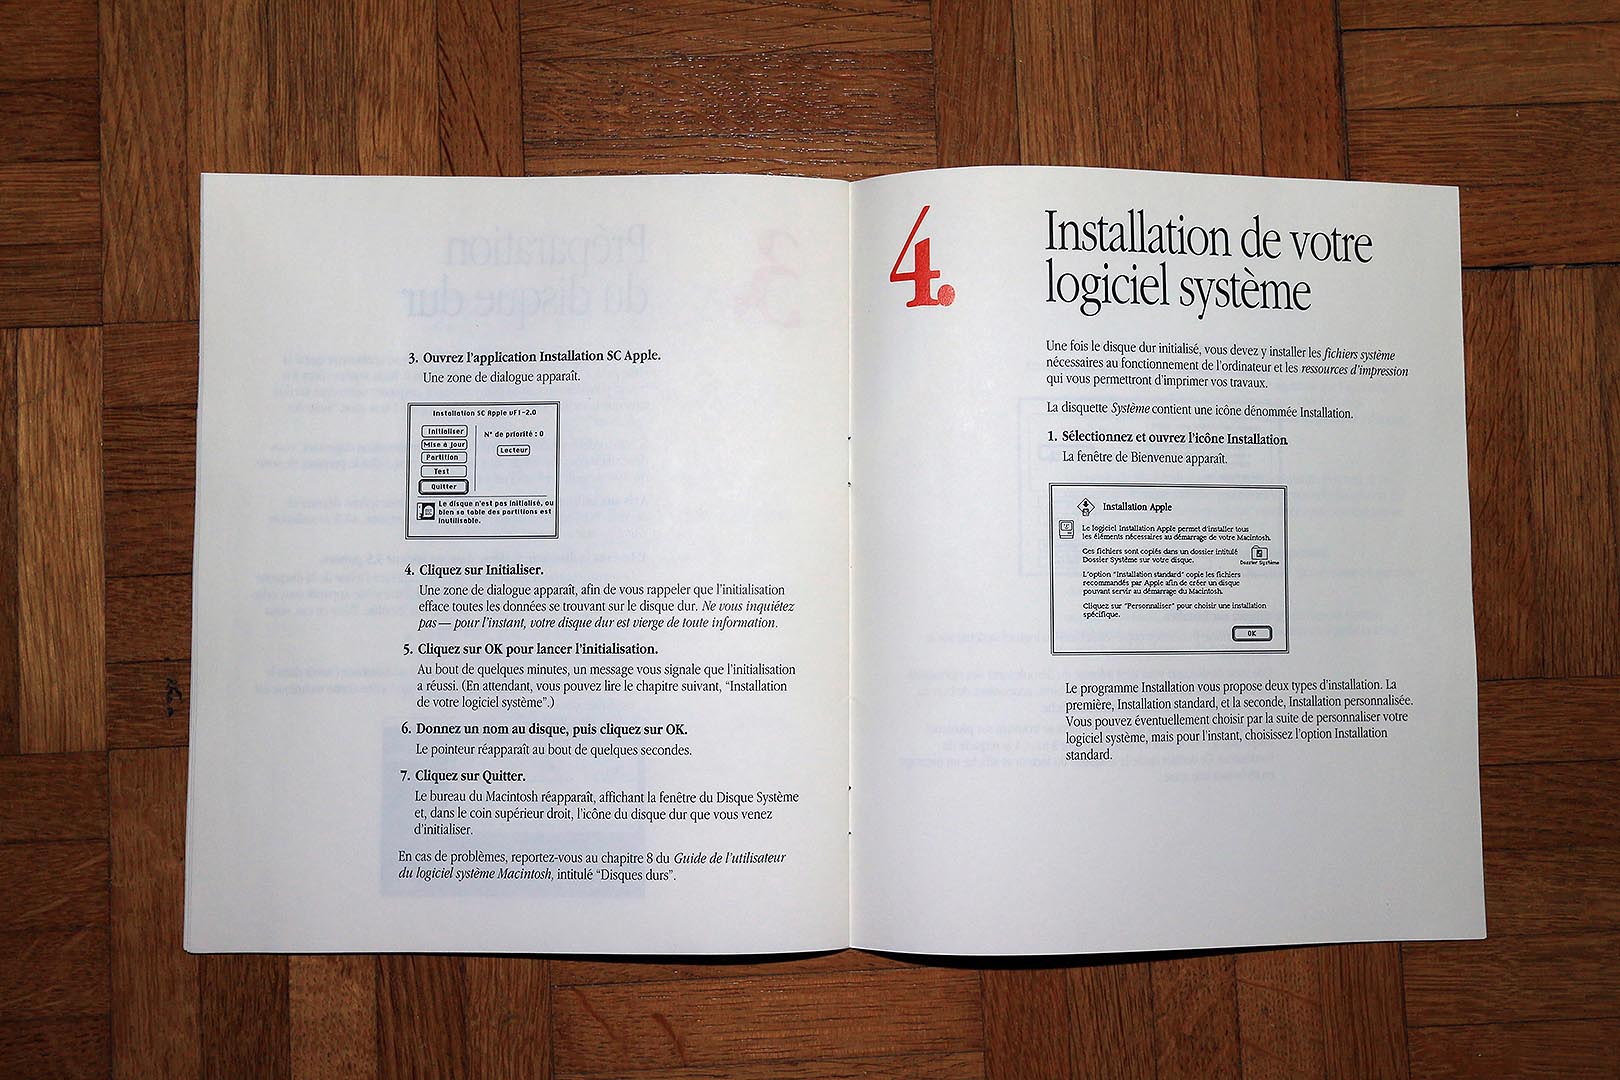 3. Ouvrez l'application Installation SC Apple.
Une zone de dialogue apparaît.
Installation SC Apple vF1-2.0
Initialiser
Mise à jour
Partition
Test
Quitter
N° de priorité : 0
Lecteur
Le disque n'est pas initialisé, ou
bien sa table des partitions est
inutilisable.
4. Cliquez sur Initialiser.
Une zone de dialogue apparaît, afin de vous rappeler que l'initialisation
efface toutes les données se trouvant sur le disque dur. Ne vous inquiétez
pas — pour l'instant, votre disque dur est vierge de toute information.
5. Cliquez sur OK pour lancer l'initialisation.
Au bout de quelques minutes, un message vous signale que l'initialisation
a réussi. (En attendant, vous pouvez lire le chapitre suivant, “Installation
de votre logiciel système”.)
6. Donnez un nom au disque, puis cliquez sur OK.
Le pointeur réapparaît au bout de quelques secondes.
7. Cliquez sur Quitter.
Le bureau du Macintosh réapparaît, affichant la fenêtre du Disque Système
et, dans le coin supérieur droit, l'icône du disque dur que vous venez
d'initialiser.
En cas de problèmes, reportez-vous au chapitre 8 du Guide de l'utilisateur
du logiciel système Macintosh, intitulé “Disques durs”.
4.
Installation de votre
logiciel système
Une fois le disque dur initialisé, vous devez y installer les fichiers système
nécessaires au fonctionnement de l'ordinateur et les ressources d'impression
qui vous permettront d'imprimer vos travaux.
La disquette Système contient une icône dénommée Installation.
1. Sélectionnez et ouvrez l'icône Installation
La fenêtre de Bienvenue apparaît.
Installation Apple
Le logiciel Installation Apple permet d'installer tous
les éléments nécessaires au démarrage de votre Macintosh.
Ces fichiers sont copiés dans un dossier intitulé
Dossier Système sur votre disque.
Dossier Système
L'option "Installation standard" copie les fichiers
recommandés par Apple afin de créer un disque
pouvant servir au démarrage du Macintosh.
Cliquez sur "Personnaliser" pour choisir une installation
spécifique.
OK
Le programme Installation vous propose deux types d'installation. La
première, Installation standard, et la seconde, Installation personnalisée.
Vous pouvez éventuellement choisir par la suite de personnaliser votre
logiciel système, mais pour l'instant, choisissez l'option Installation
standard.